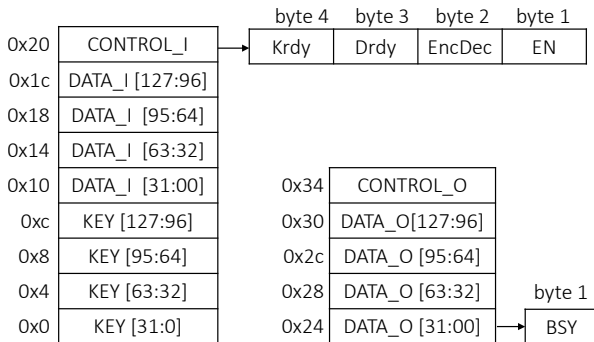 byte 4 byte 3 byte 2 byte 1
0x20 CONTROL_I Krdy Drdy EncDec EN
0x1c DATA_I [127:96]
0x18 DATA_I [95:64]
0x14 DATA_I [63:32]
0x10 DATA_I [31:00] 0x34 CONTROL_O
0xc KEY [127:96] 0x30 DATA_O[127:96]
0x8 KEY [95:64] 0x2c DATA_O [95:64]
0x4 KEY [63:32] 0x28 DATA_O [63:32] byte 1
0x0 KEY [31:0] 0x24 DATA_O [31:00] BSY